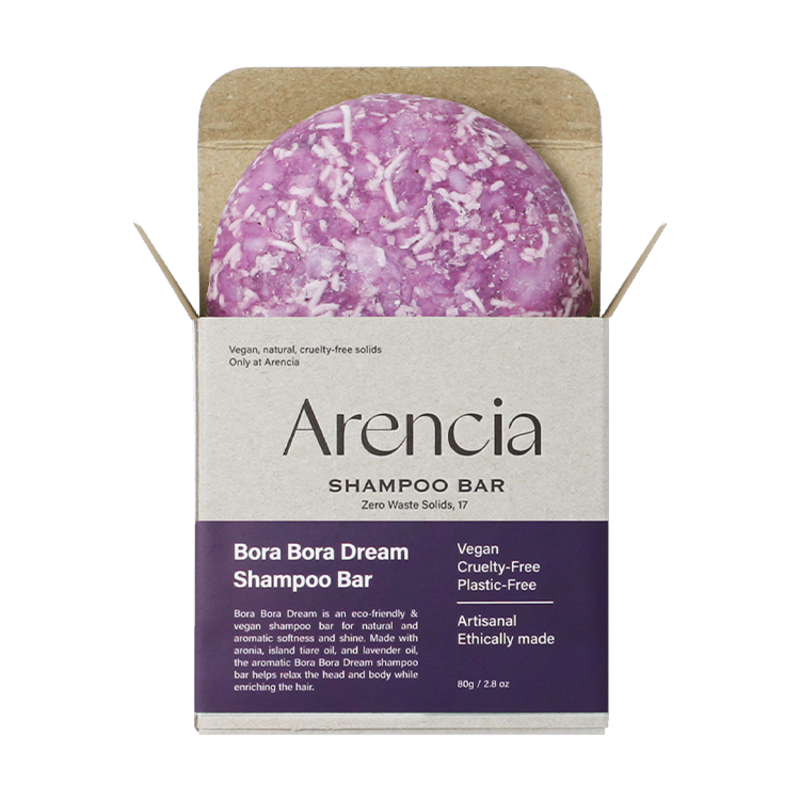 Vegan, natural, cruelty-free solids
Only at Arencia
Arencia
SHAMPOO BAR
Zero Waste Solids, 17
Bora Bora Dream
Shampoo Bar
Bora Bora Dream is an eco-friendly &
vegan shampoo bar for natural and
aromatic softness and shine. Made with
aronia, island tiare oil, and lavender oil,
the aromatic Bora Bora Dream shampoo
bar helps relax the head and body while
enriching the hair.
Vegan
Cruelty-Free
Plastic-Free
Artisanal
Ethically made
80g / 2.8 oz